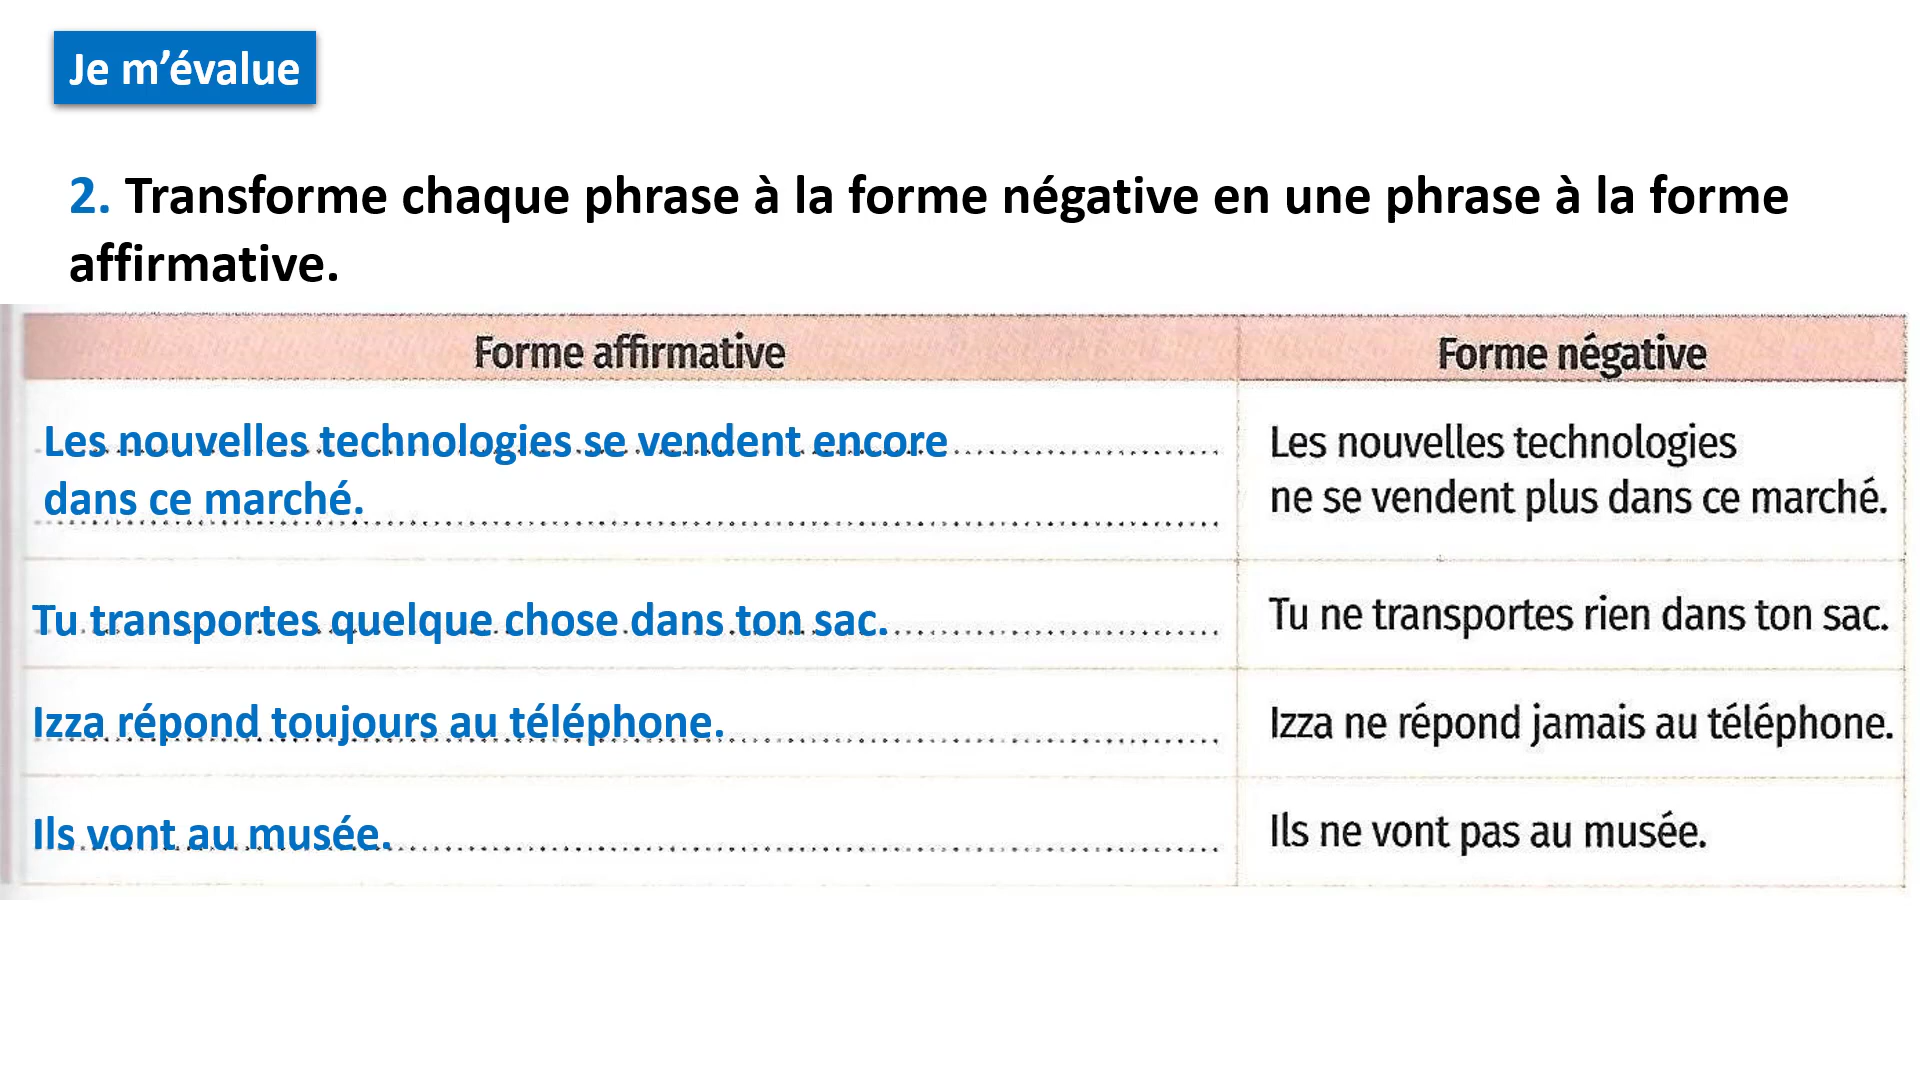 Je m’évalue
2. Transforme chaque phrase à la forme négative en une phrase à la forme
affirmative.
Forme affirmative
Forme négative
Les nouvelles technologies se vendent encore
dans ce marché.
Les nouvelles technologies
ne se vendent plus dans ce marché.
Tu transportes quelque chose dans ton sac.
Tu ne transportes rien dans ton sac.
Izza répond toujours au téléphone.
Izza ne répond jamais au téléphone.
Ils vont au musée.
Ils ne vont pas au musée.